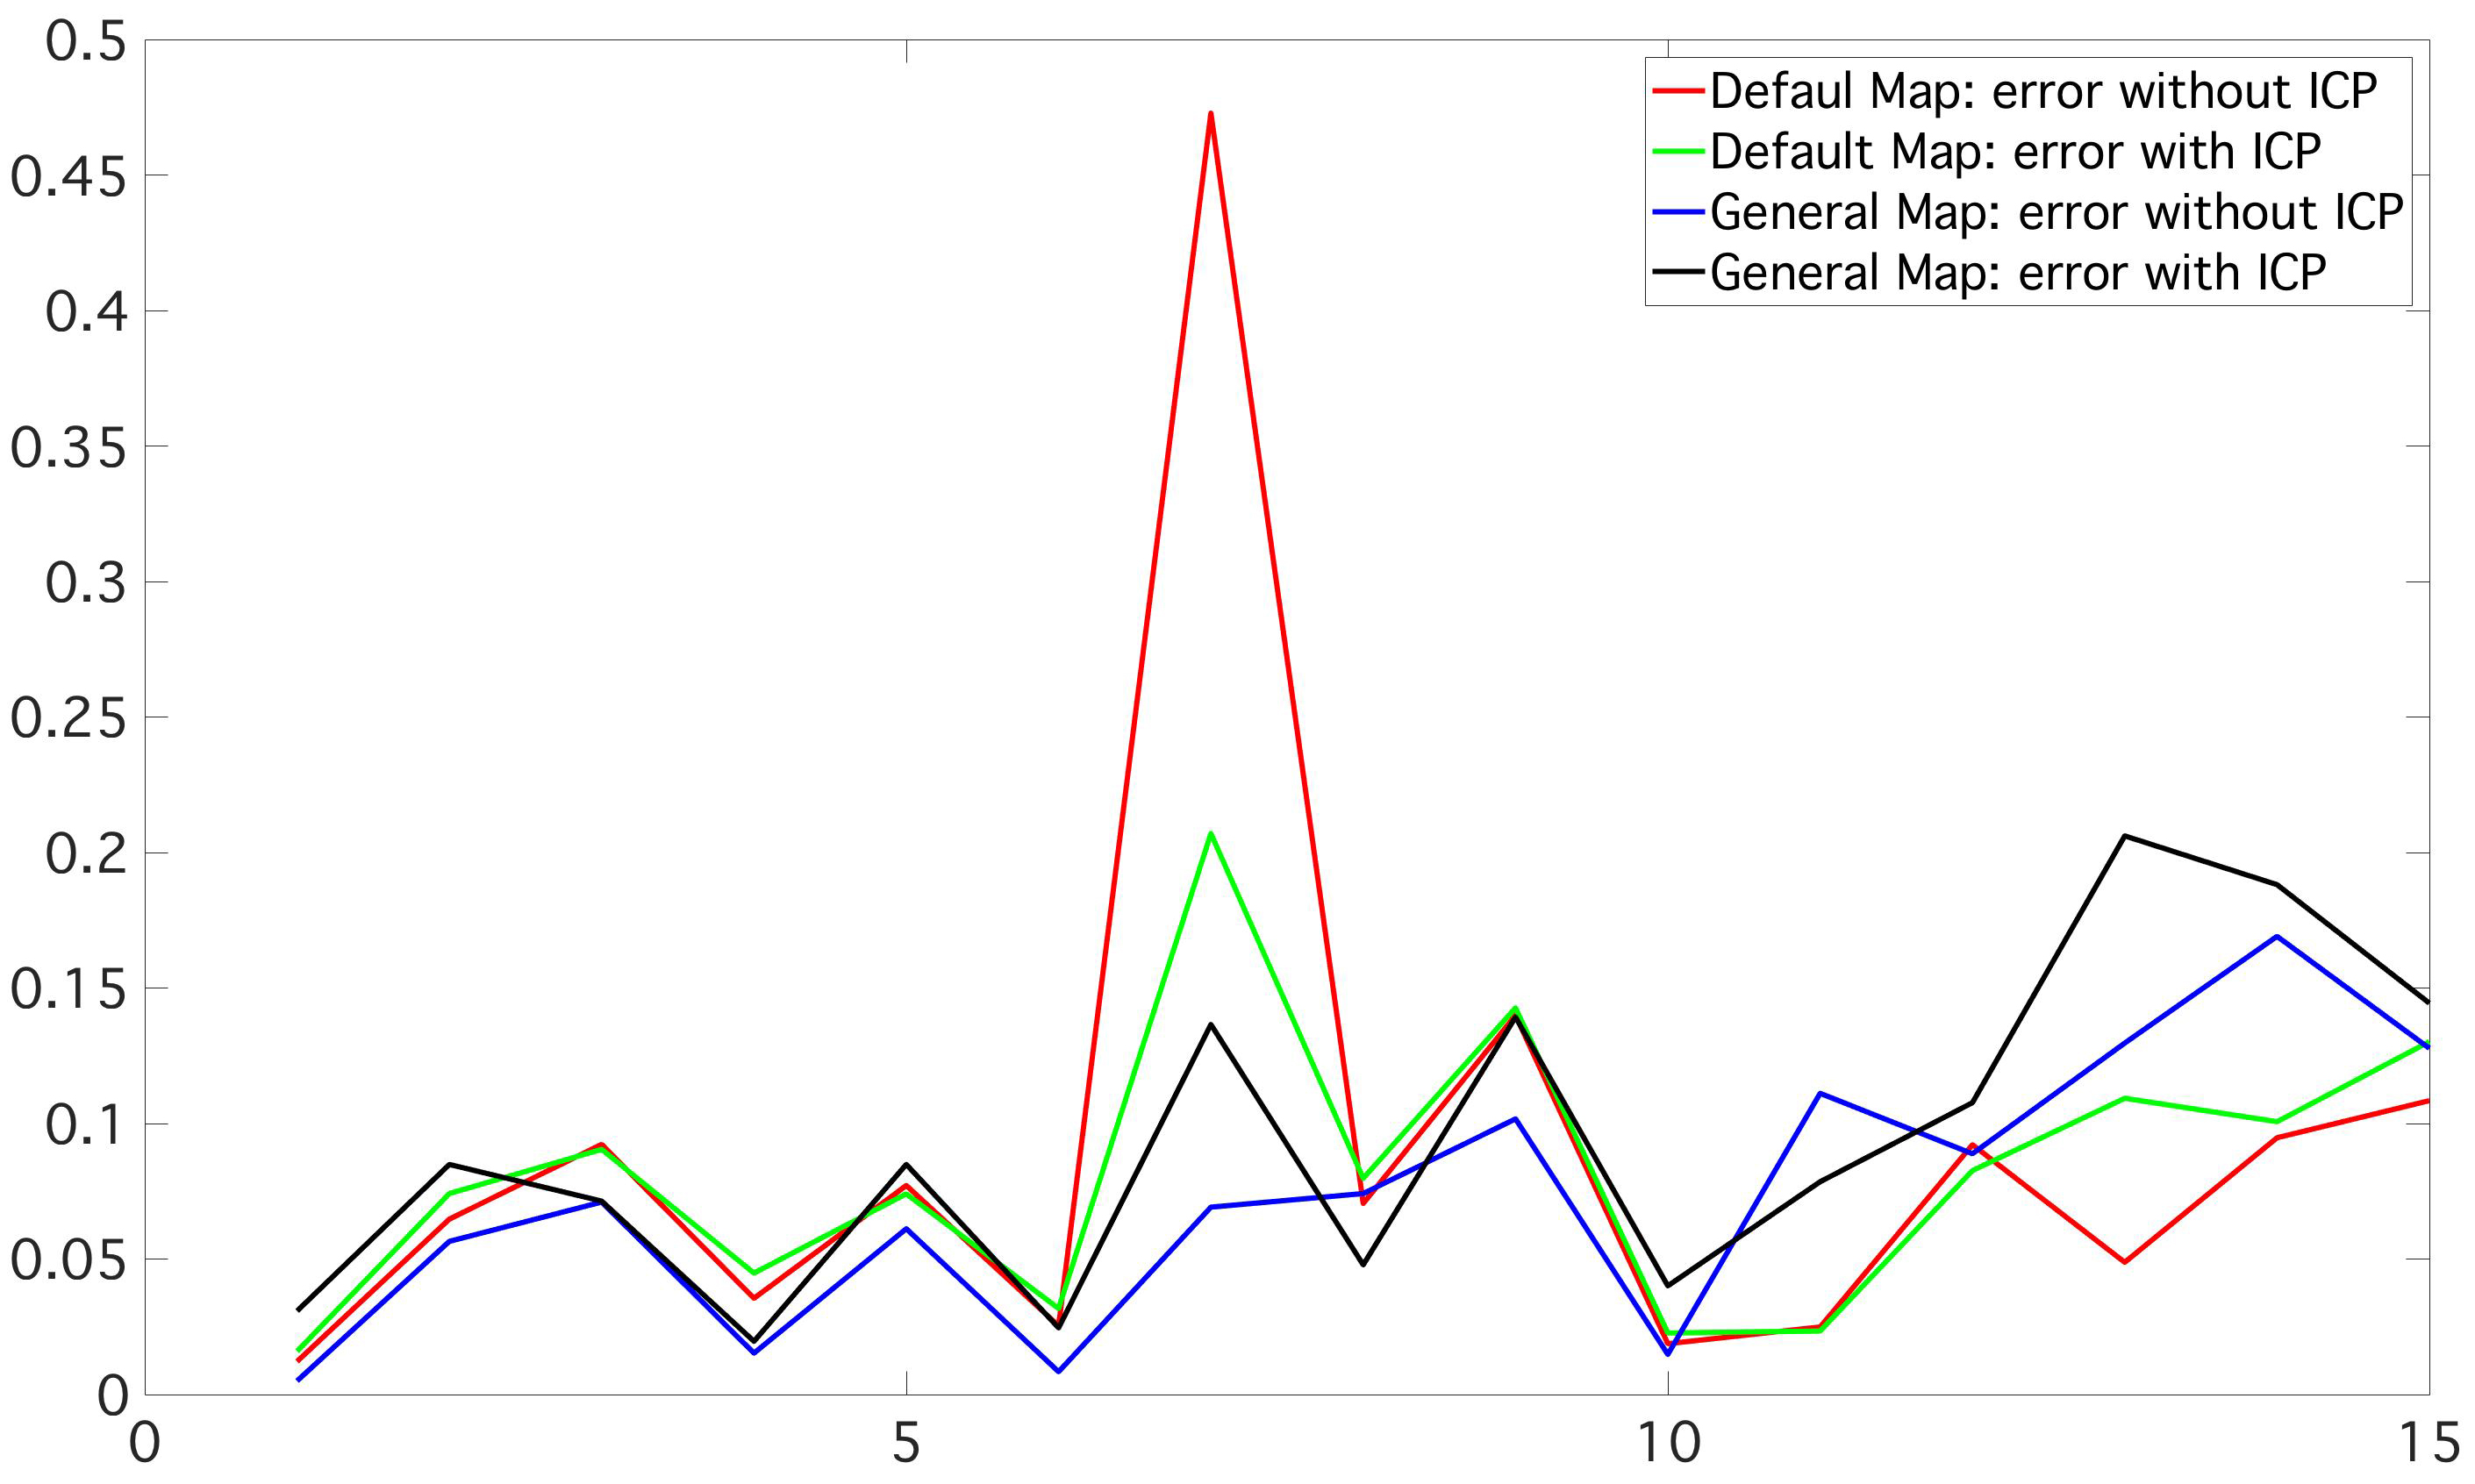 0.5
0.45
0.4
0.35
0.3
0.25
0.2
0.15
0.1
0.05
0
0 5 10 15
Defaul Map: error without ICP
Default Map: error with ICP
General Map: error without ICP
General Map: error with ICP